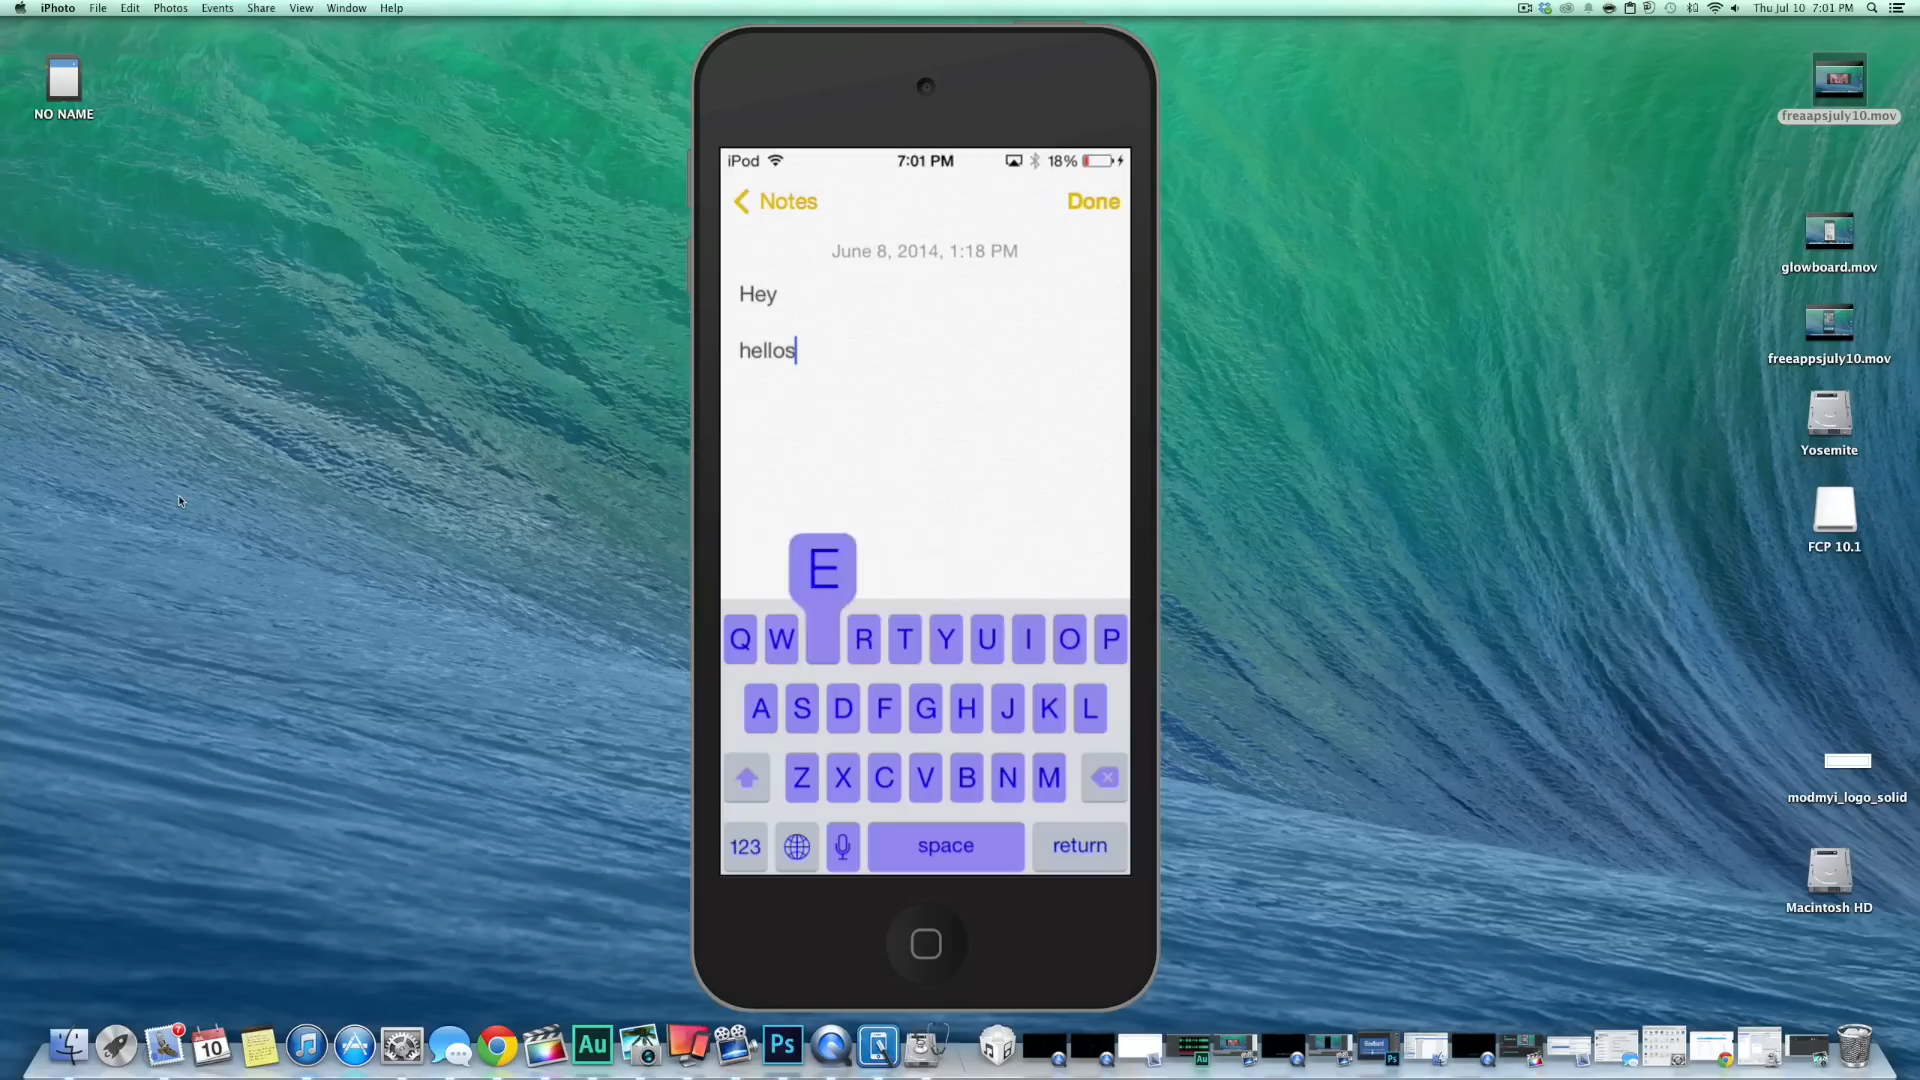 iPhoto File Edit Photos Events Share View Window Help
Thu Jul 10 7:01 PM
NO NAME
freaapsjuly10.mov
glowboard.mov
freeappsjuly10.mov
Yosemite
FCP 10.1
modmyi_logo_solid
Macintosh HD
iPod 7:01 PM 18%
Notes Done
June 8, 2014, 1:18 PM
Hey
hellos
E
Q W R T Y U I O P
A S D F G H J K L
Z X C V B N M
123 space return
7
10
Au
Ps